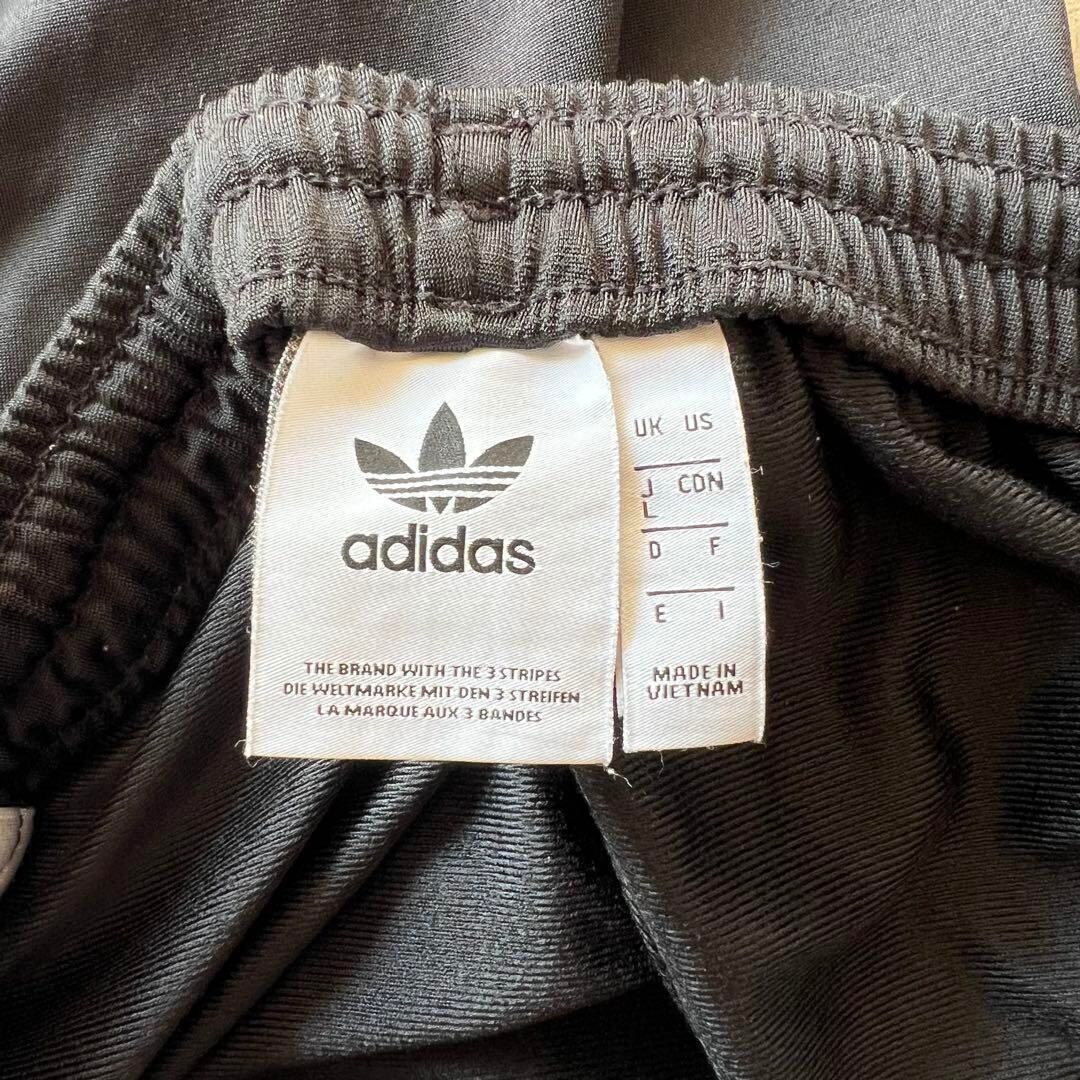 adidas
THE BRAND WITH THE 3 STRIPES
DIE WELTMARKE MIT DEN 3 STREIFEN
LA MARQUE AUX 3 BANDES
UK US
J CDN
L
D F
E I
MADE IN
VIETNAM